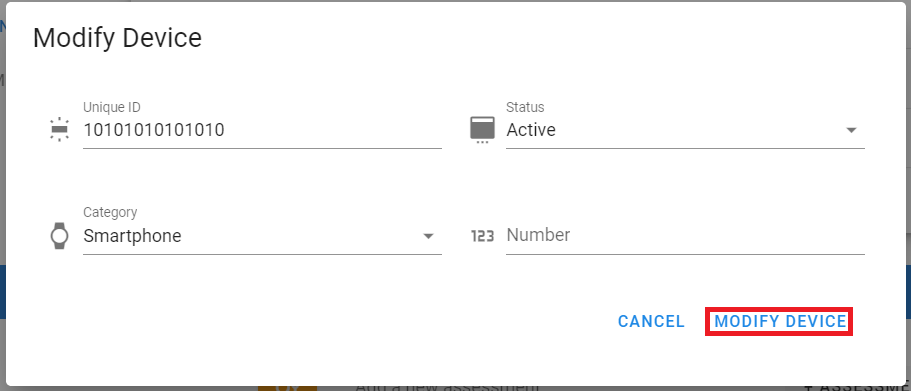 Modify Device
Unique ID
10101010101010
Status
Active
Category
Smartphone
123
Number
CANCEL
MODIFY DEVICE